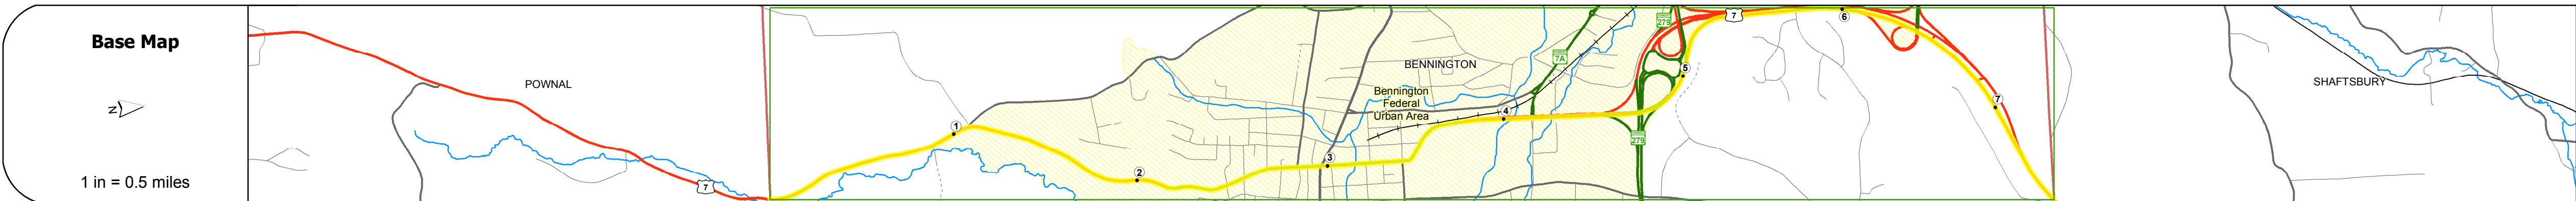 Base Map
N
1 in = 0.5 miles
POWNAL
7
1
2
3
BENNINGTON
Bennington
Federal
Urban Area
4
7A
279
279
5
7
6
7
SHAFTSBURY